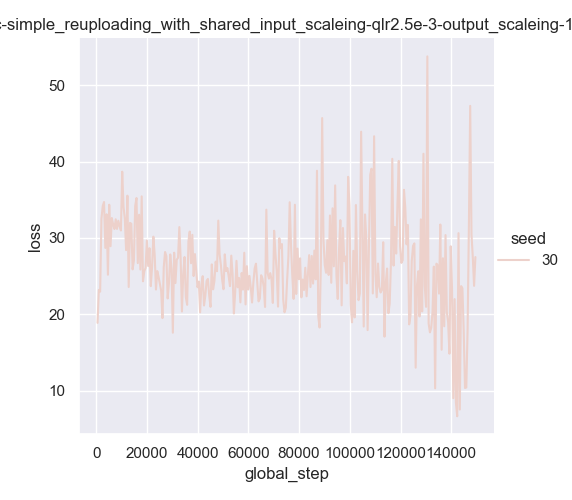 c-simple_reuploading_with_shared_input_scaleing-qlr2.5e-3-output_scaleing-1
50
40
30
20
10
loss
0 20000 40000 60000 80000 100000 120000 140000
global_step
seed
30